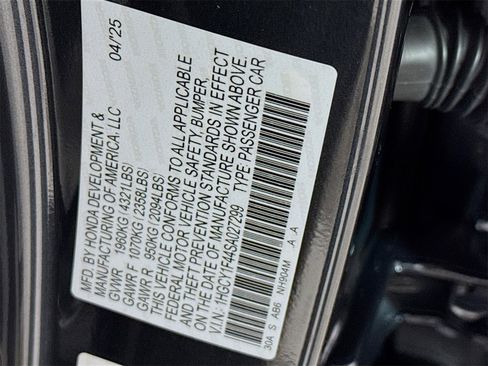 MFD. BY HONDA DEVELOPMENT &
MANUFACTURING OF AMERICA, LLC 04/25
GVWR 1960KG (4321LBS)
GAWR F 1070KG (2358LBS)
GAWR R 950KG (2094LBS)
THIS VEHICLE CONFORMS TO ALL APPLICABLE
FEDERAL MOTOR VEHICLE SAFETY, BUMPER,
THEFT PREVENTION STANDARDS IN EFFECT
ON THE DATE OF MANUFACTURE SHOWN ABOVE.
V.I.N.: 1HGCY1F44SA027299 TYPE: PASSENGER CAR
30A S AB6 NH904M A A